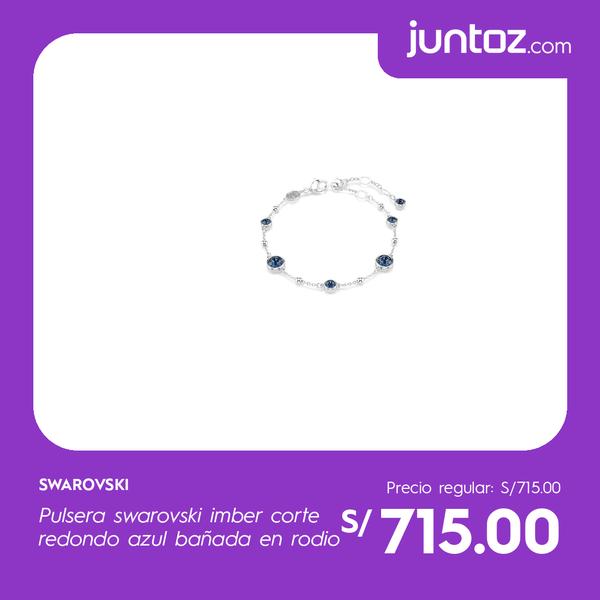 juntoz.com
SWAROVSKI
Pulsera swarovski imber corte
redondo azul bañada en rodio
Precio regular: S/715.00
S/ 715.00